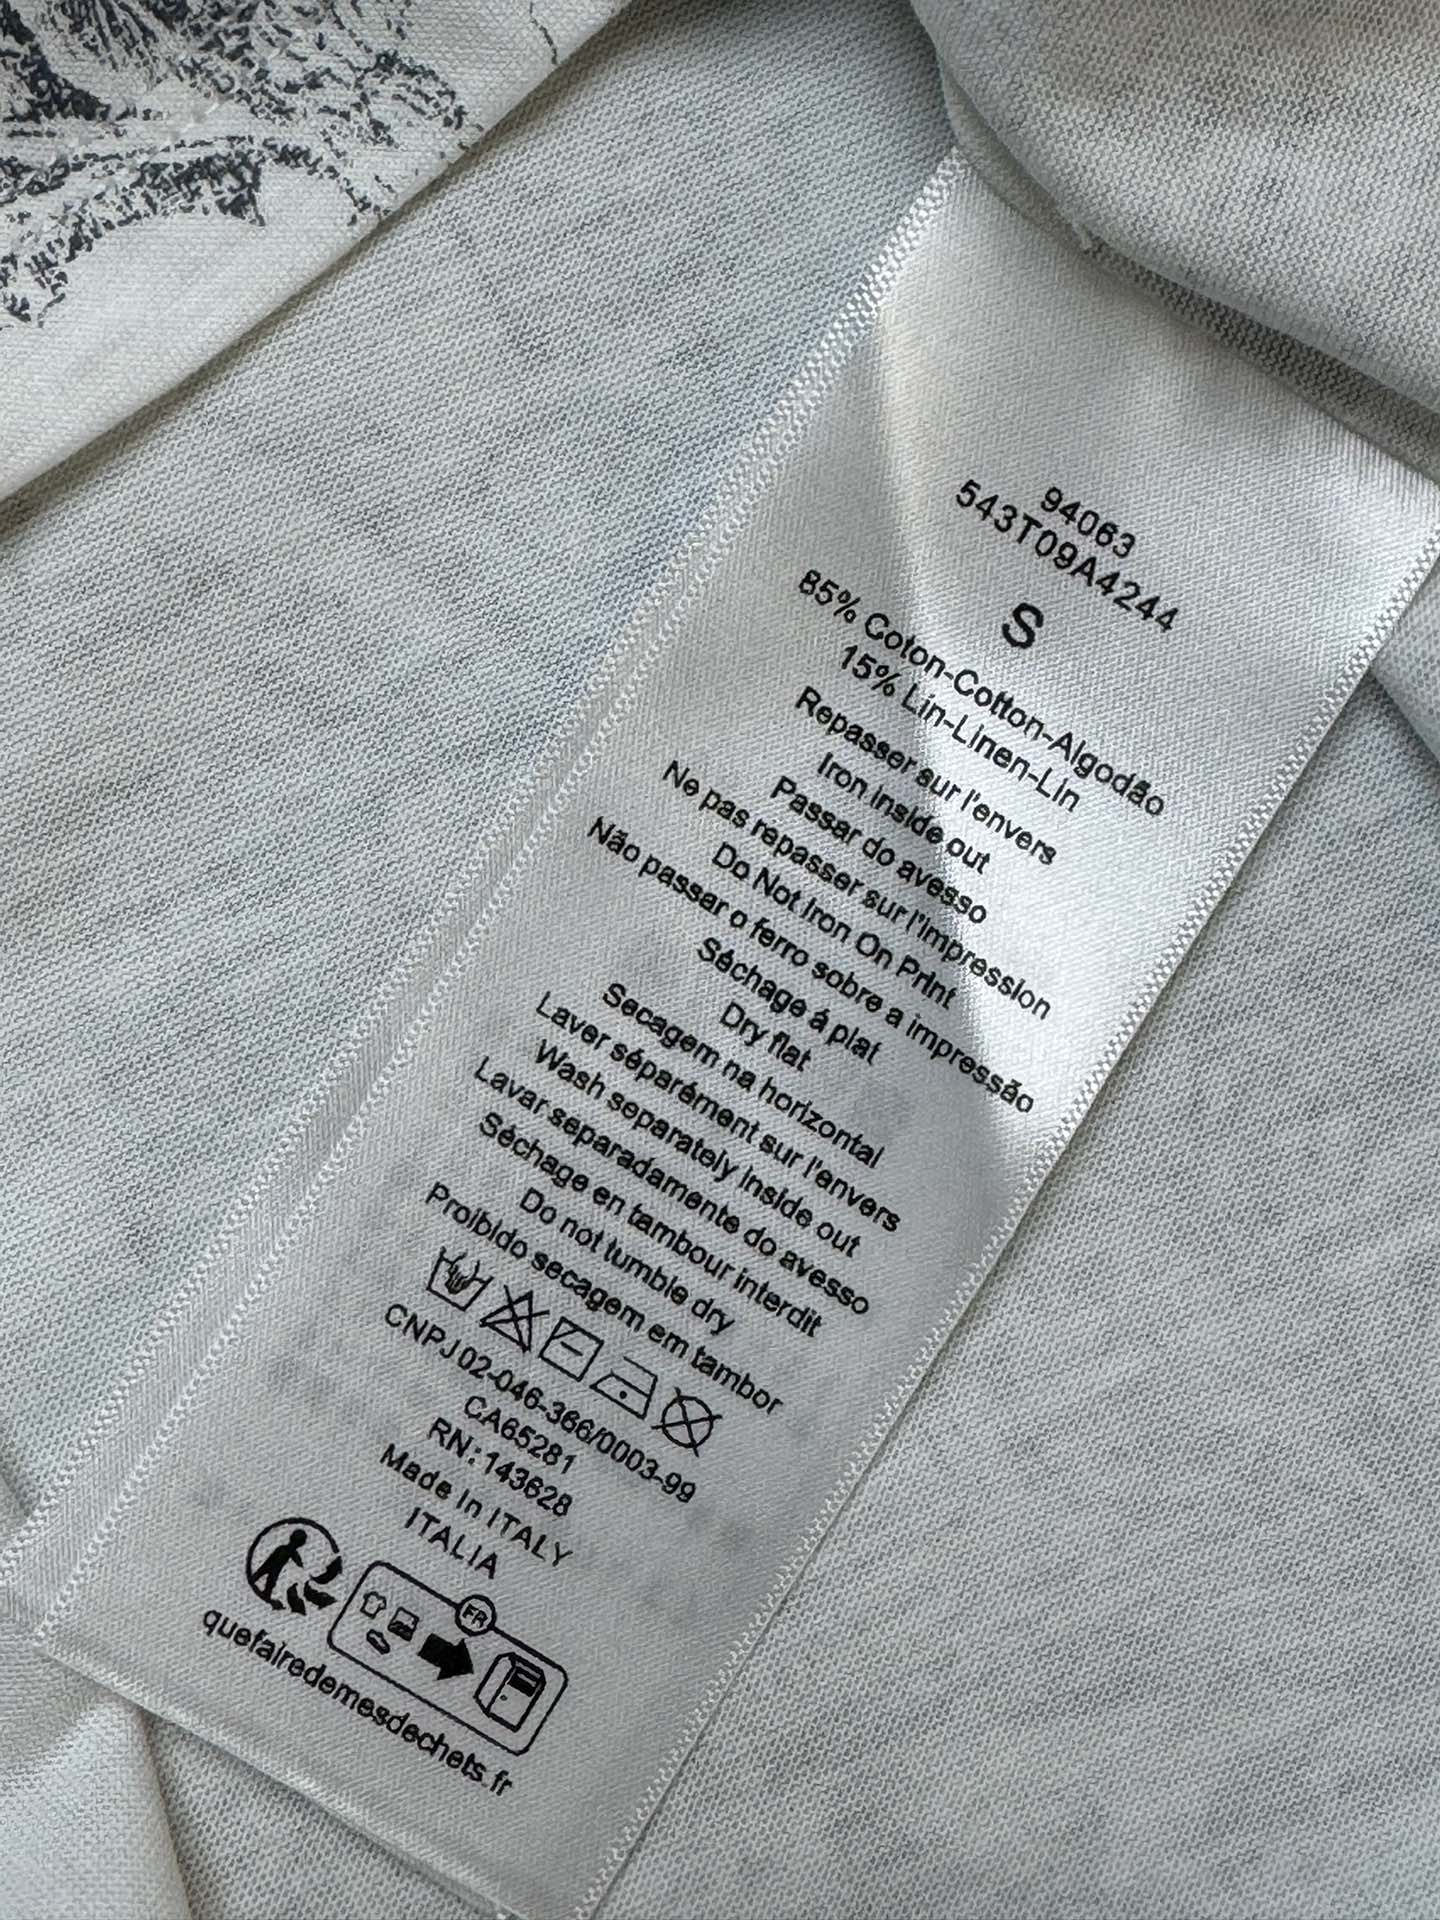 94063
543T09A4244
S
85% Coton-Cotton-Algodão
15% Lin-Linen-Lin
Repasser sur l'envers
Iron inside out
Passar do avesso
Ne pas repasser sur l'impression
Do Not Iron On Print
Não passar o ferro sobre a impressão
Séchage á plat
Dry flat
Secagem na horizontal
Laver séparément sur l'envers
Wash separately inside out
Lavar separadamente do avesso
Séchage en tambour interdit
Do not tumble dry
Proibido secagem em tambor
CNPJ 02-046-366/0003-99
CA65281
RN:143628
Made in ITALY
ITALIA
FR
quefairedemesdechets.fr